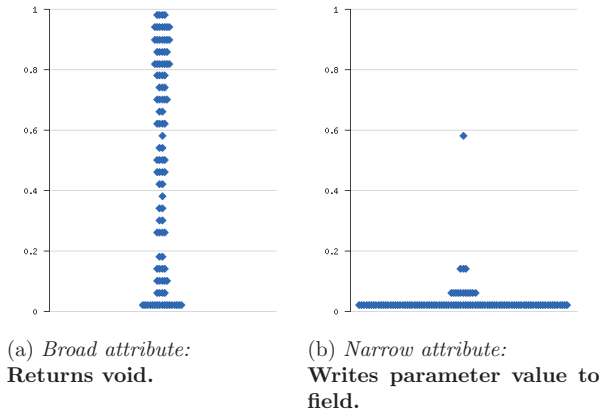 1
0.8
0.6
0.4
0.2
0
1
0.8
0.6
0.4
0.2
0
(a) Broad attribute:
Returns void.
(b) Narrow attribute:
Writes parameter value to
field.